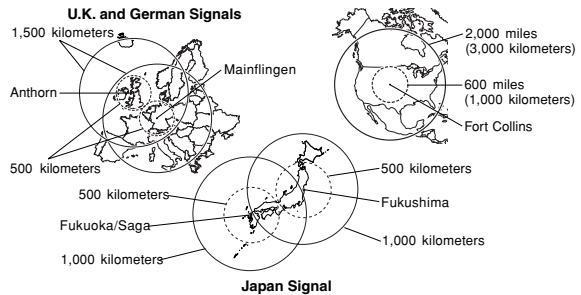 U.K. and German Signals
1,500 kilometers
Anthorn
Mainflingen
500 kilometers
2,000 miles
(3,000 kilometers)
600 miles
(1,000 kilometers)
Fort Collins
500 kilometers
Fukuoka/Saga
1,000 kilometers
500 kilometers
Fukushima
1,000 kilometers
Japan Signal